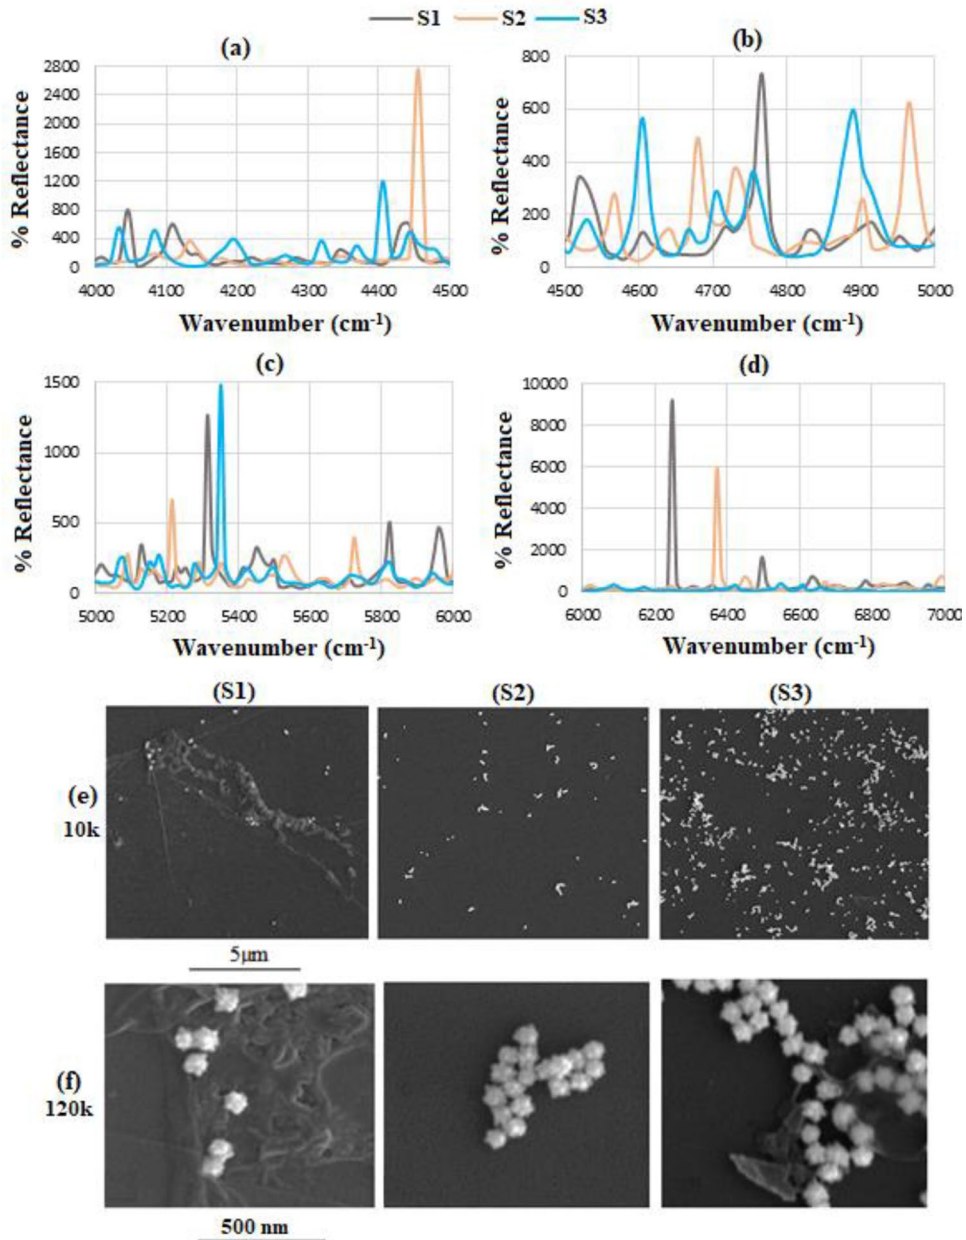 S1 S2 S3
(a) (b)
2800
2400
2000
1600
1200
800
400
0
% Reflectance
4000 4100 4200 4300 4400 4500
Wavenumber (cm-1)
800
600
400
200
0
% Reflectance
4500 4600 4700 4800 4900 5000
Wavenumber (cm-1)
(c) (d)
1500
1000
500
0
% Reflectance
5000 5200 5400 5600 5800 6000
Wavenumber (cm-1)
10000
8000
6000
4000
2000
0
% Reflectance
6000 6200 6400 6600 6800 7000
Wavenumber (cm-1)
(S1) (S2) (S3)
(e)
10k
5μm
(f)
120k
500 nm